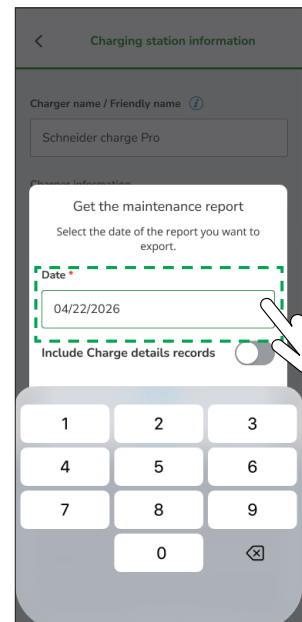 Charging station information
Charger name / Friendly name i
Schneider charge Pro
Charger information
Get the maintenance report
Select the date of the report you want to
export.
Date *
04/22/2026
Include Charge details records
1 2 3
4 5 6
7 8 9
0